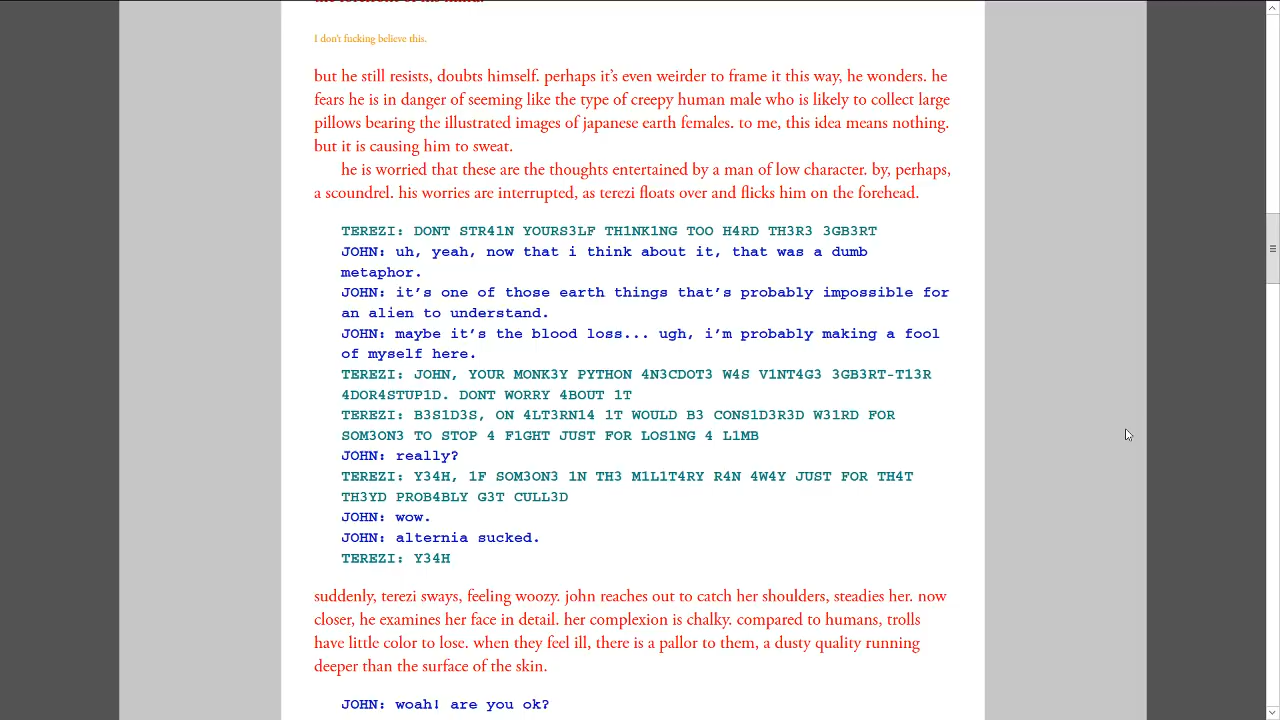 I don't fucking believe this.
but he still resists, doubts himself. perhaps it's even weirder to frame it this way, he wonders. he
fears he is in danger of seeming like the type of creepy human male who is likely to collect large
pillows bearing the illustrated images of japanese earth females. to me, this idea means nothing.
but it is causing him to sweat.
he is worried that these are the thoughts entertained by a man of low character. by, perhaps,
a scoundrel. his worries are interrupted, as terezi floats over and flicks him on the forehead.
TEREZI: DONT STR41N YOURS3LF TH1NK1NG TOO H4RD TH3R3 3GB3RT
JOHN: uh, yeah, now that i think about it, that was a dumb
metaphor.
JOHN: it's one of those earth things that's probably impossible for
an alien to understand.
JOHN: maybe it's the blood loss... ugh, i'm probably making a fool
of myself here.
TEREZI: JOHN, YOUR MONK3Y PYTHON 4N3CDOT3 W4S V1NT4G3 3GB3RT-T13R
4DOR4STUP1D. DONT WORRY 4BOUT 1T
TEREZI: B3S1D3S, ON 4LT3RN14 1T WOULD B3 CONS1D3R3D W31RD FOR
SOM3ON3 TO STOP 4 F1GHT JUST FOR LOS1NG 4 L1MB
JOHN: really?
TEREZI: Y34H, 1F SOM3ON3 1N TH3 M1L1T4RY R4N 4W4Y JUST FOR TH4T
TH3YD PROB4BLY G3T CULL3D
JOHN: wow.
JOHN: alternia sucked.
TEREZI: Y34H
suddenly, terezi sways, feeling woozy. john reaches out to catch her shoulders, steadies her. now
closer, he examines her face in detail. her complexion is chalky. compared to humans, trolls
have little color to lose. when they feel ill, there is a pallor to them, a dusty quality running
deeper than the surface of the skin.
JOHN: woah! are you ok?